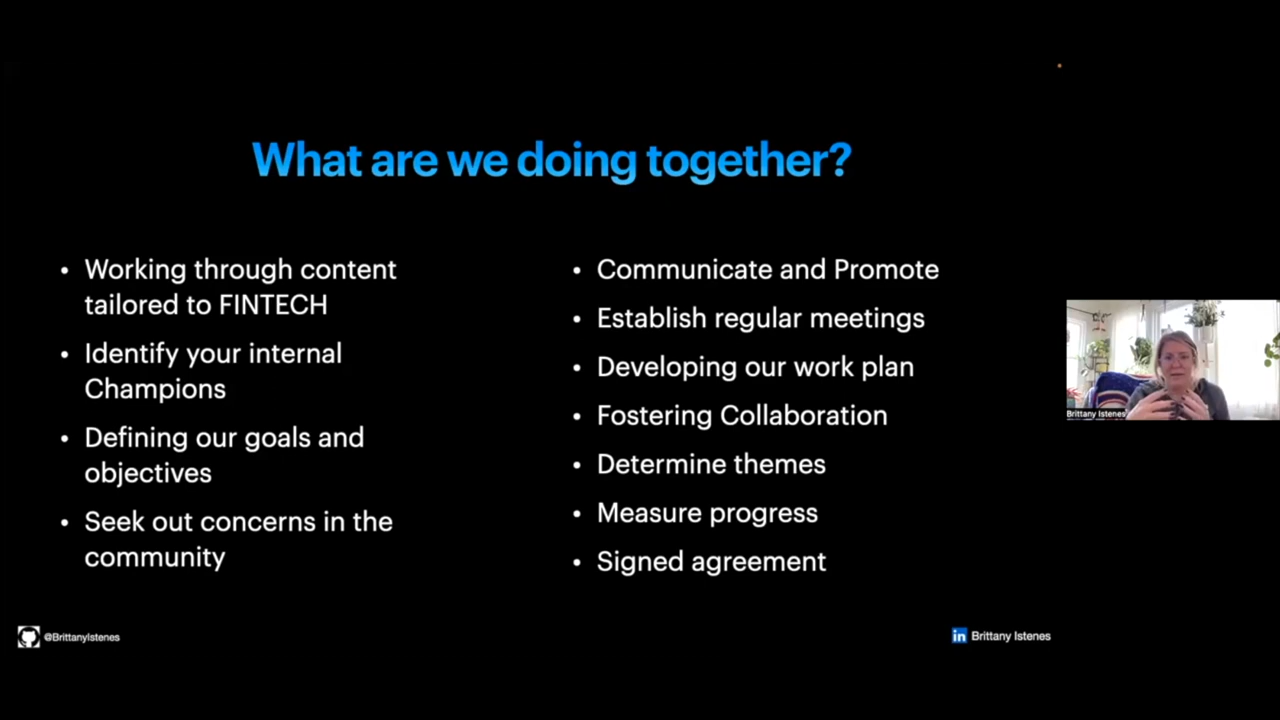 What are we doing together?
• Working through content
tailored to FINTECH
• Identify your internal
Champions
• Defining our goals and
objectives
• Seek out concerns in the
community
• Communicate and Promote
• Establish regular meetings
• Developing our work plan
• Fostering Collaboration
• Determine themes
• Measure progress
• Signed agreement
Brittany Istenes
@BrittanyIstenes
in Brittany Istenes